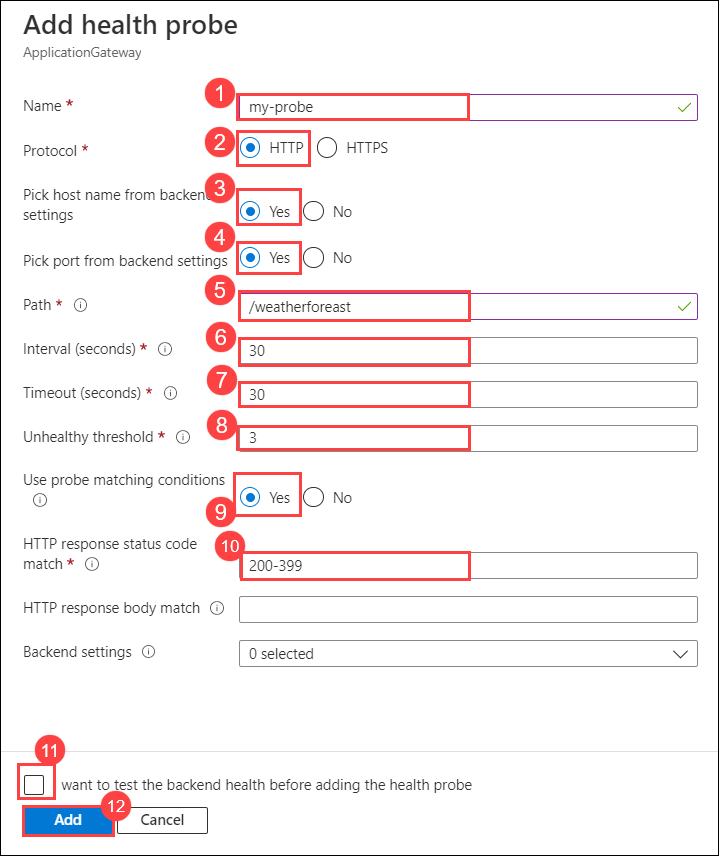 Add health probe
ApplicationGateway
1
Name *
my-probe
2
Protocol *
HTTP
HTTPS
3
Pick host name from backend
settings
Yes
No
4
Pick port from backend settings
Yes
No
5
Path *
/weatherforeast
6
Interval (seconds) *
30
7
Timeout (seconds) *
30
8
Unhealthy threshold *
3
Use probe matching conditions
Yes
No
9
10
HTTP response status code
match *
200-399
HTTP response body match
Backend settings
0 selected
11
want to test the backend health before adding the health probe
12
Add
Cancel